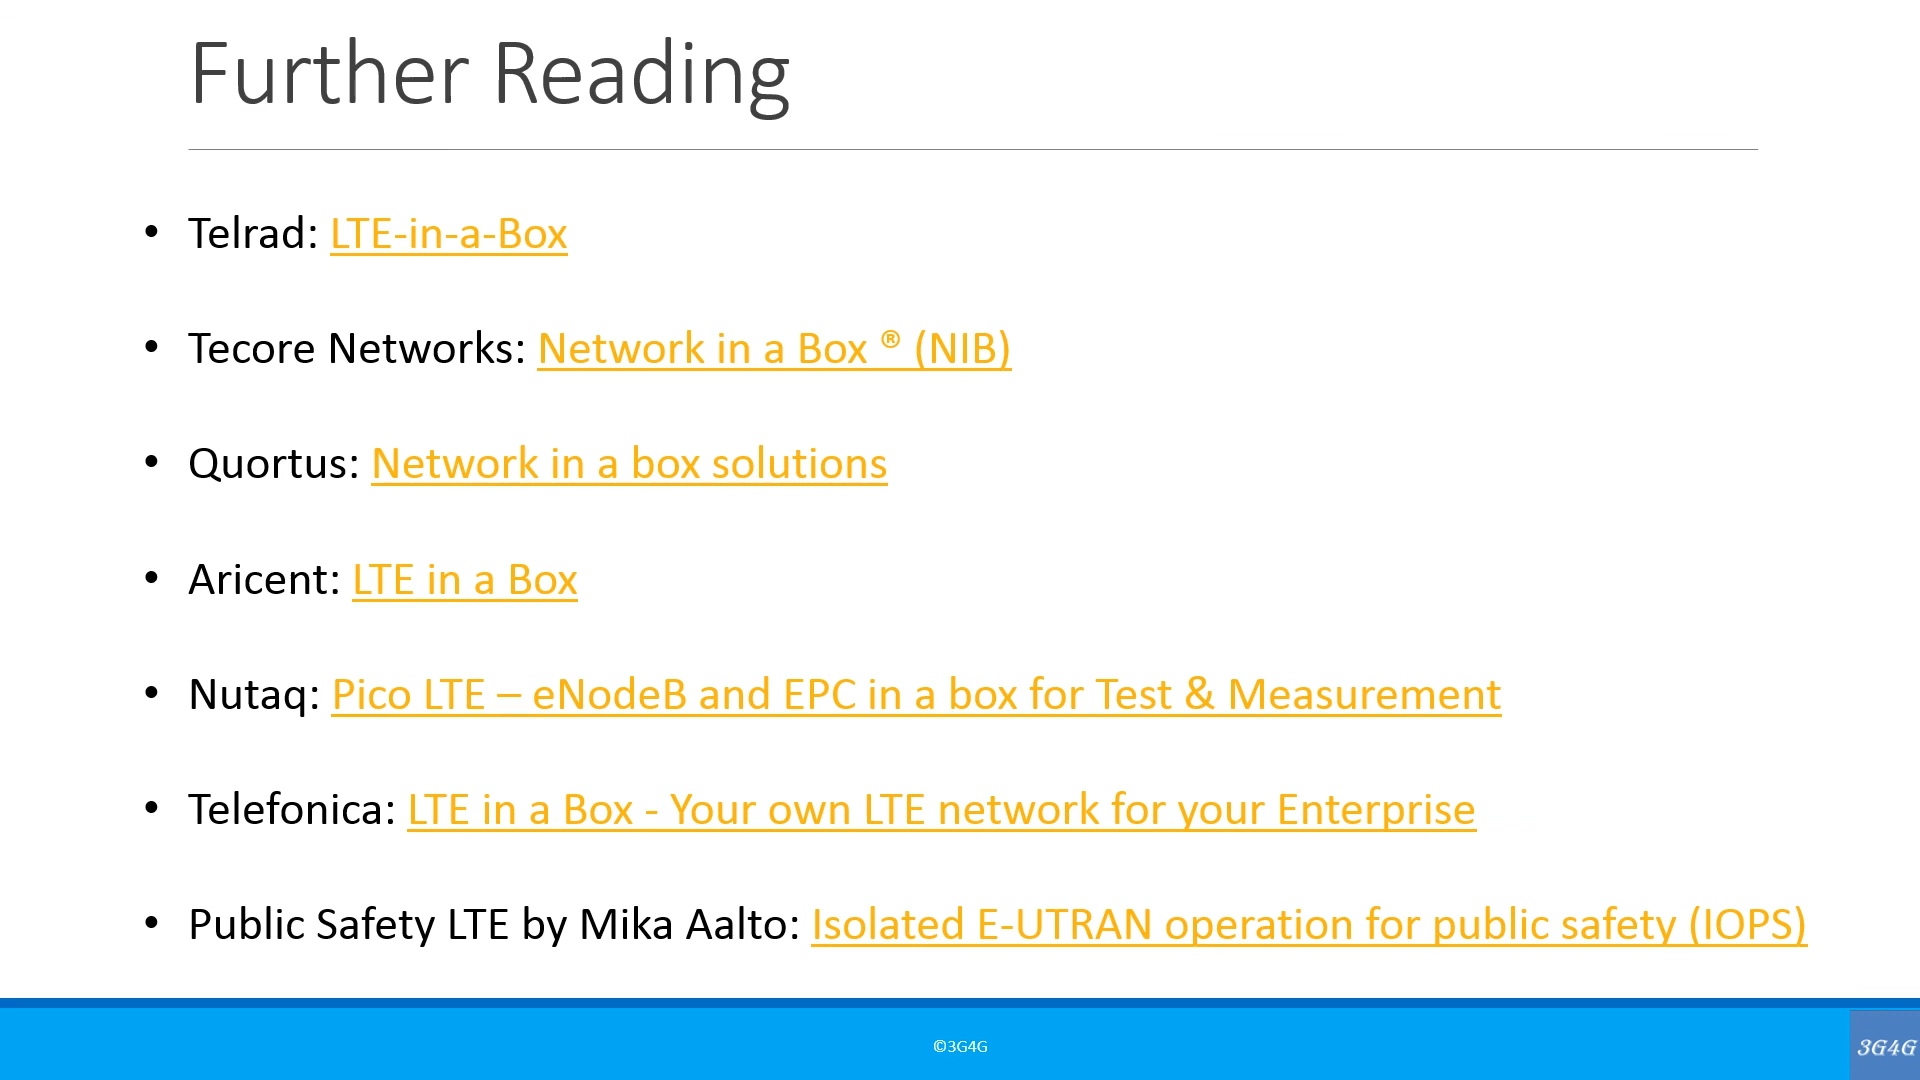 Further Reading
• Telrad: LTE-in-a-Box
• Tecore Networks: Network in a Box ® (NIB)
• Quortus: Network in a box solutions
• Aricent: LTE in a Box
• Nutaq: Pico LTE – eNodeB and EPC in a box for Test & Measurement
• Telefonica: LTE in a Box - Your own LTE network for your Enterprise
• Public Safety LTE by Mika Aalto: Isolated E-UTRAN operation for public safety (IOPS)
©3G4G
3G4G